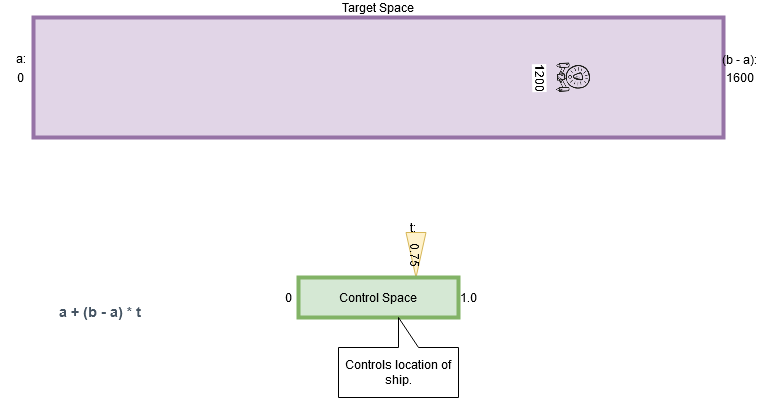 Target Space
a:
0
1200
(b - a):
1600
t:
0.75
0
Control Space
1.0
a + (b - a) * t
Controls location of
ship.